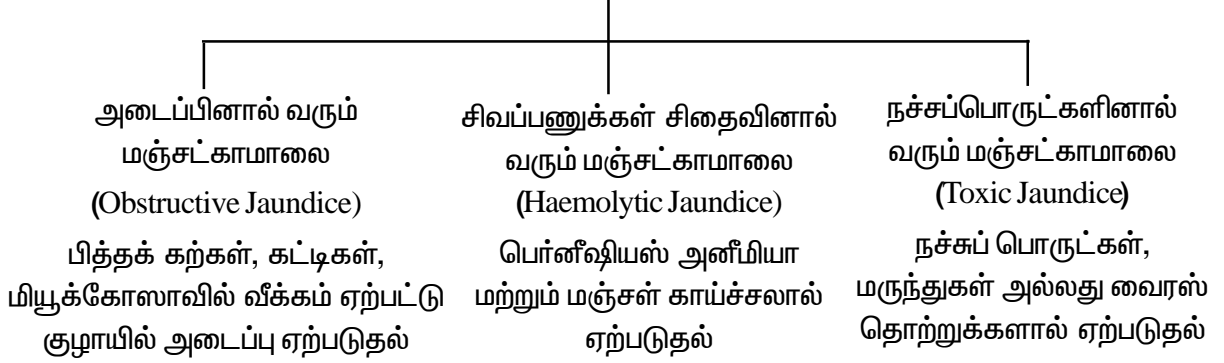 அடைப்பினால் வரும்
மஞ்சட்காமாலை
(Obstructive Jaundice)
பித்தக் கற்கள், கட்டிகள்,
மியூக்கோஸாவில் வீக்கம் ஏற்பட்டு
குழாயில் அடைப்பு ஏற்படுதல்
சிவப்பணுக்கள் சிதைவினால்
வரும் மஞ்சட்காமாலை
(Haemolytic Jaundice)
பெர்னீஷியஸ் அனீமியா
மற்றும் மஞ்சள் காய்ச்சலால்
ஏற்படுதல்
நச்சப்பொருட்களினால்
வரும் மஞ்சட்காமாலை
(Toxic Jaundice)
நச்சுப் பொருட்கள்,
மருந்துகள் அல்லது வைரஸ்
தொற்றுக்களால் ஏற்படுதல்